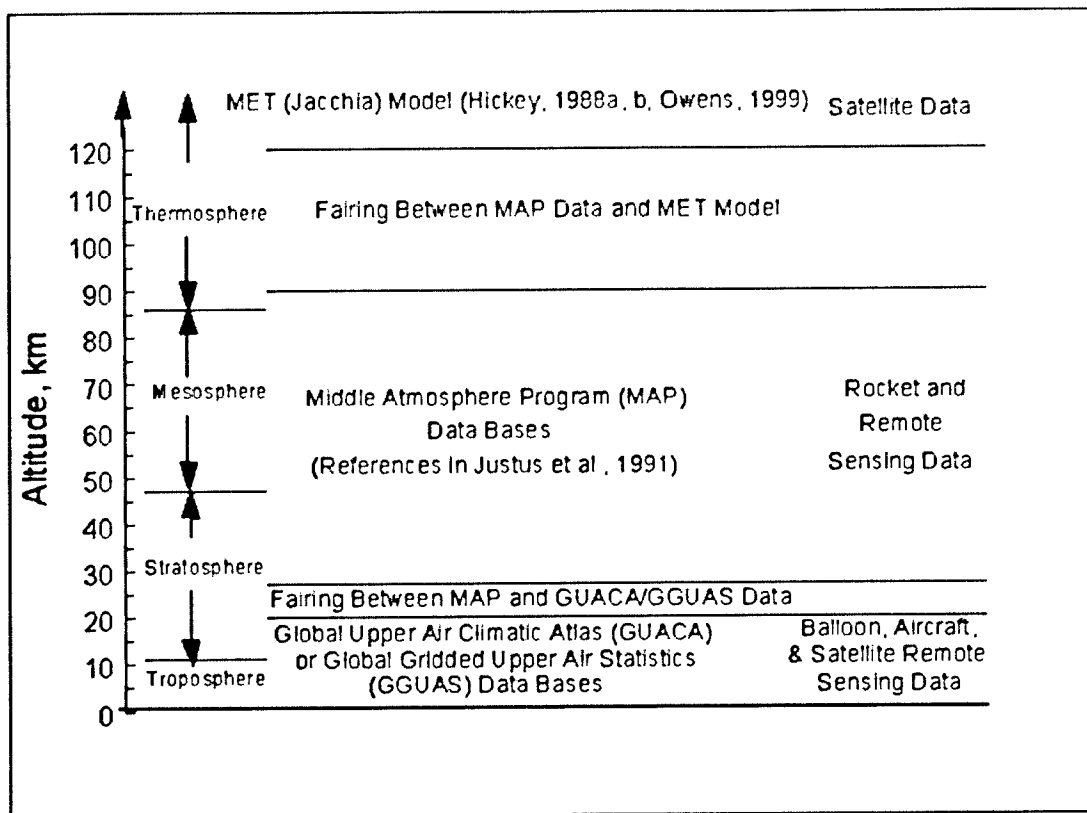 MET (Jacchia) Model (Hickey, 1988a, b, Owens, 1999)
Satellite Data
120
110
Thermosphere
Fairing Between MAP Data and MET Model
100
90
80
Mesosphere
70
60
50
Middle Atmosphere Program (MAP)
Data Bases
(References in Justus et al , 1991)
Rocket and
Remote
Sensing Data
Altitude, km
40
30
Stratosphere
Fairing Between MAP and GUACA/GGUAS Data
20
10
0
Troposphere
Global Upper Air Climatic Atlas (GUACA)
or Global Gridded Upper Air Statistics
(GGUAS) Data Bases
Balloon, Aircraft,
& Satellite Remote
Sensing Data